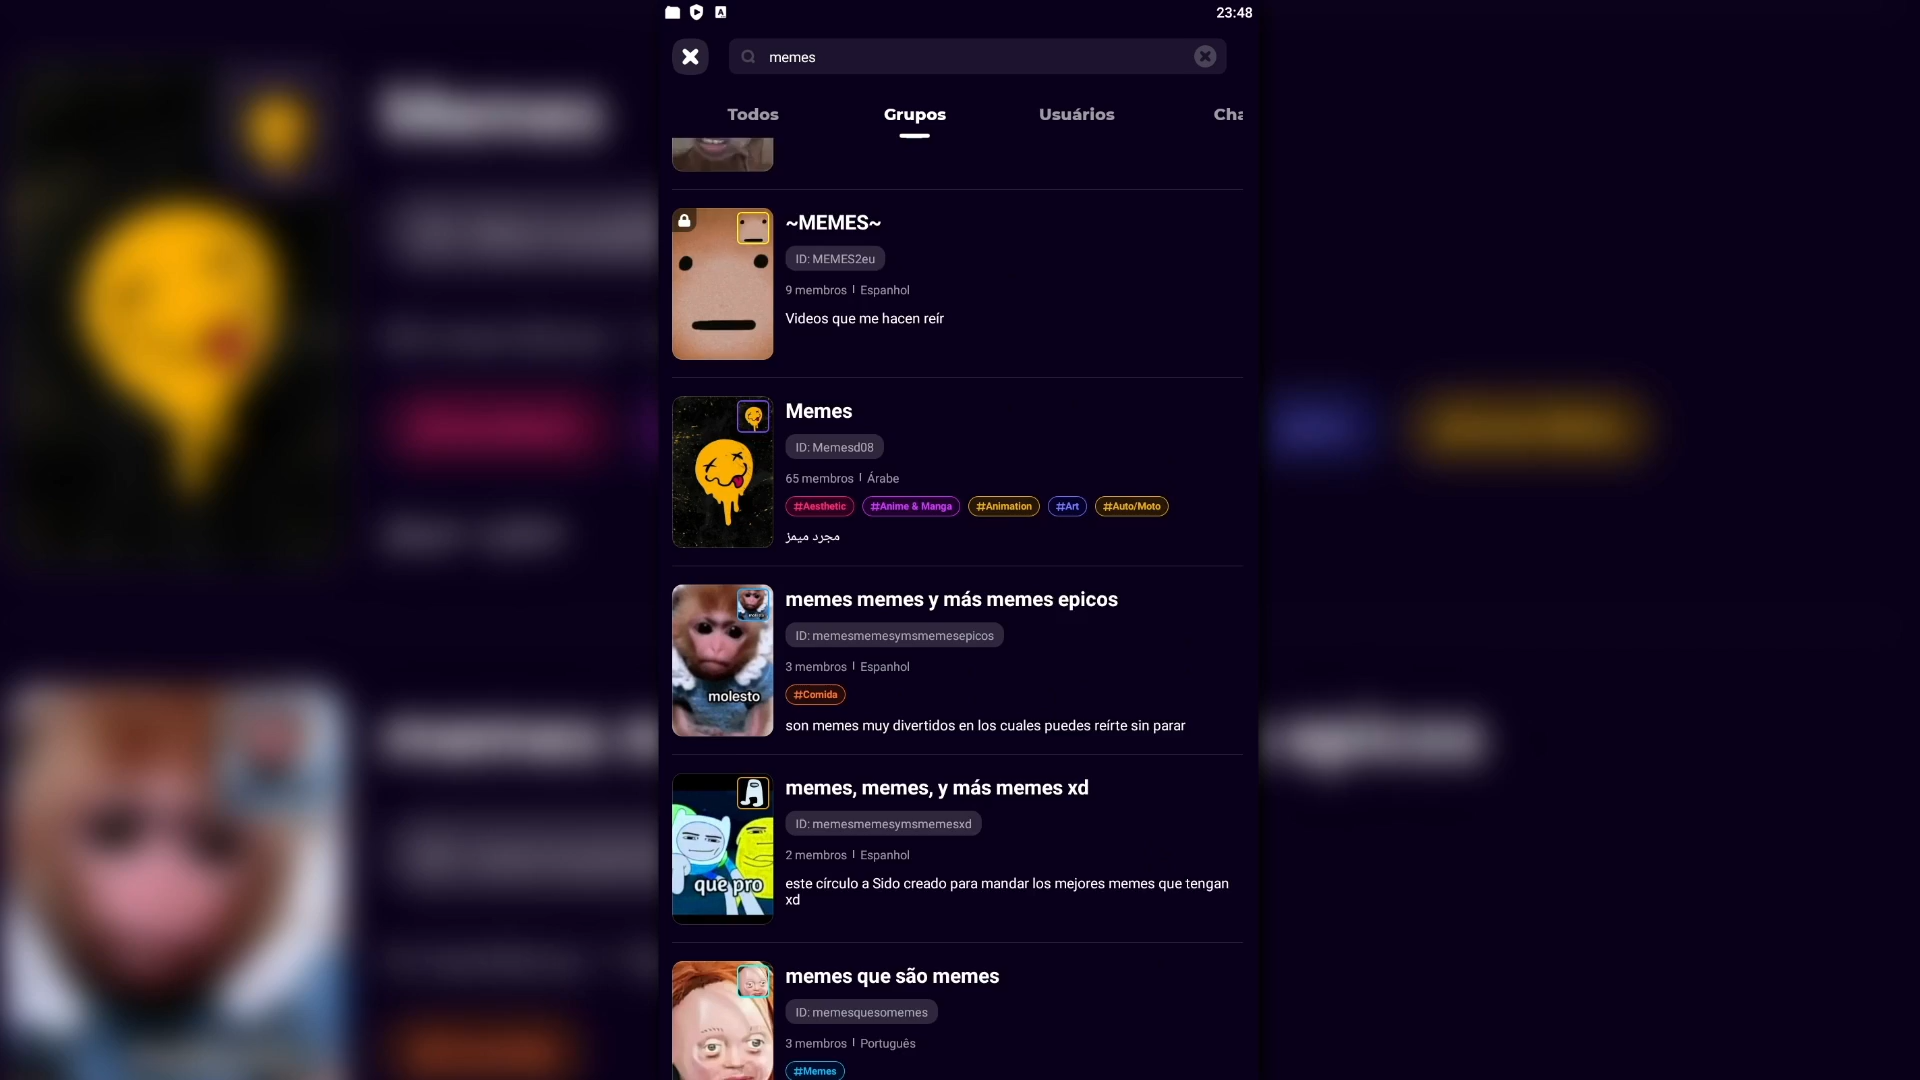 23:48
memes
Todos
Grupos
Usuários
Cha
~MEMES~
ID: MEMES2eu
9 membros | Espanhol
Videos que me hacen reír
Memes
ID: Memesd08
65 membros | Árabe
#Aesthetic #Anime & Manga #Animation #Art #Auto/Moto
مجرد ميمز
molesto
memes memes y más memes epicos
ID: memesmemesymsmemesepicos
3 membros | Espanhol
#Comida
son memes muy divertidos en los cuales puedes reírte sin parar
que pro
memes, memes, y más memes xd
ID: memesmemesymsmemesxd
2 membros | Espanhol
este círculo a Sido creado para mandar los mejores memes que tengan
xd
memes que são memes
ID: memesquesomemes
3 membros | Português
#Memes